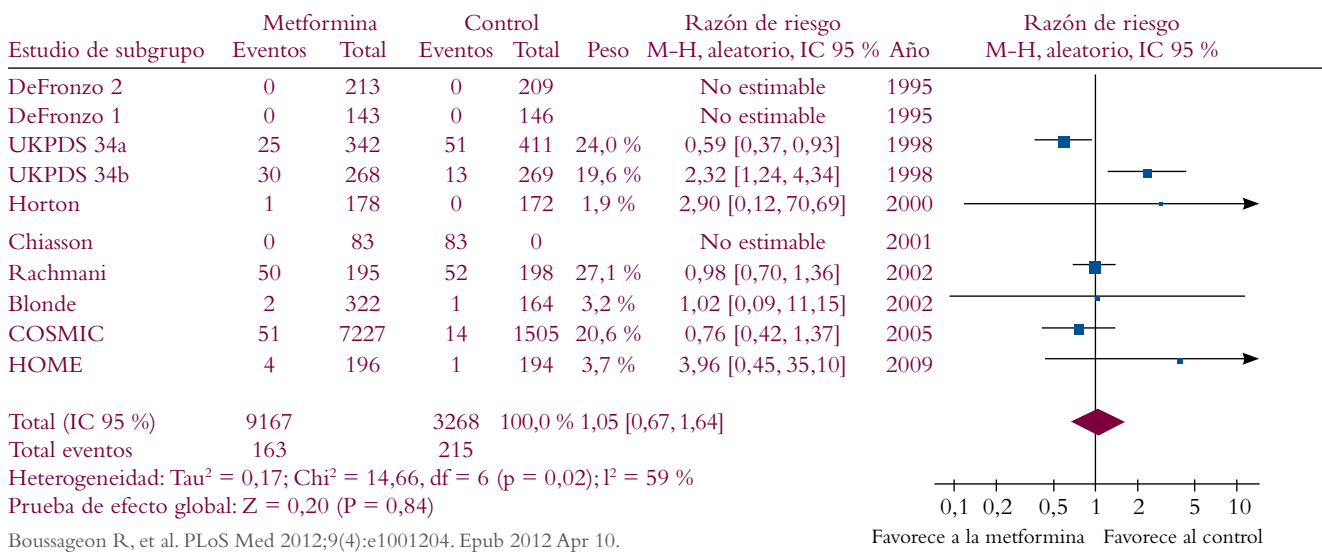 Metformina Control Razón de riesgo Razón de riesgo
Estudio de subgrupo Eventos Total Eventos Total Peso M-H, aleatorio, IC 95 % Año M-H, aleatorio, IC 95 %
DeFronzo 2 0 213 0 209 No estimable 1995
DeFronzo 1 0 143 0 146 No estimable 1995
UKPDS 34a 25 342 51 411 24,0 % 0,59 [0,37, 0,93] 1998
UKPDS 34b 30 268 13 269 19,6 % 2,32 [1,24, 4,34] 1998
Horton 1 178 0 172 1,9 % 2,90 [0,12, 70,69] 2000
Chiasson 0 83 83 0 No estimable 2001
Rachmani 50 195 52 198 27,1 % 0,98 [0,70, 1,36] 2002
Blonde 2 322 1 164 3,2 % 1,02 [0,09, 11,15] 2002
COSMIC 51 7227 14 1505 20,6 % 0,76 [0,42, 1,37] 2005
HOME 4 196 1 194 3,7 % 3,96 [0,45, 35,10] 2009
Total (IC 95 %) 9167 3268 100,0 % 1,05 [0,67, 1,64]
Total eventos 163 215
Heterogeneidad: Tau² = 0,17; Chi² = 14,66, df = 6 (p = 0,02); l² = 59 %
Prueba de efecto global: Z = 0,20 (P = 0,84)
0,1 0,2 0,5 1 2 5 10
Favorece a la metformina Favorece al control
Boussageon R, et al. PLoS Med 2012;9(4):e1001204. Epub 2012 Apr 10.